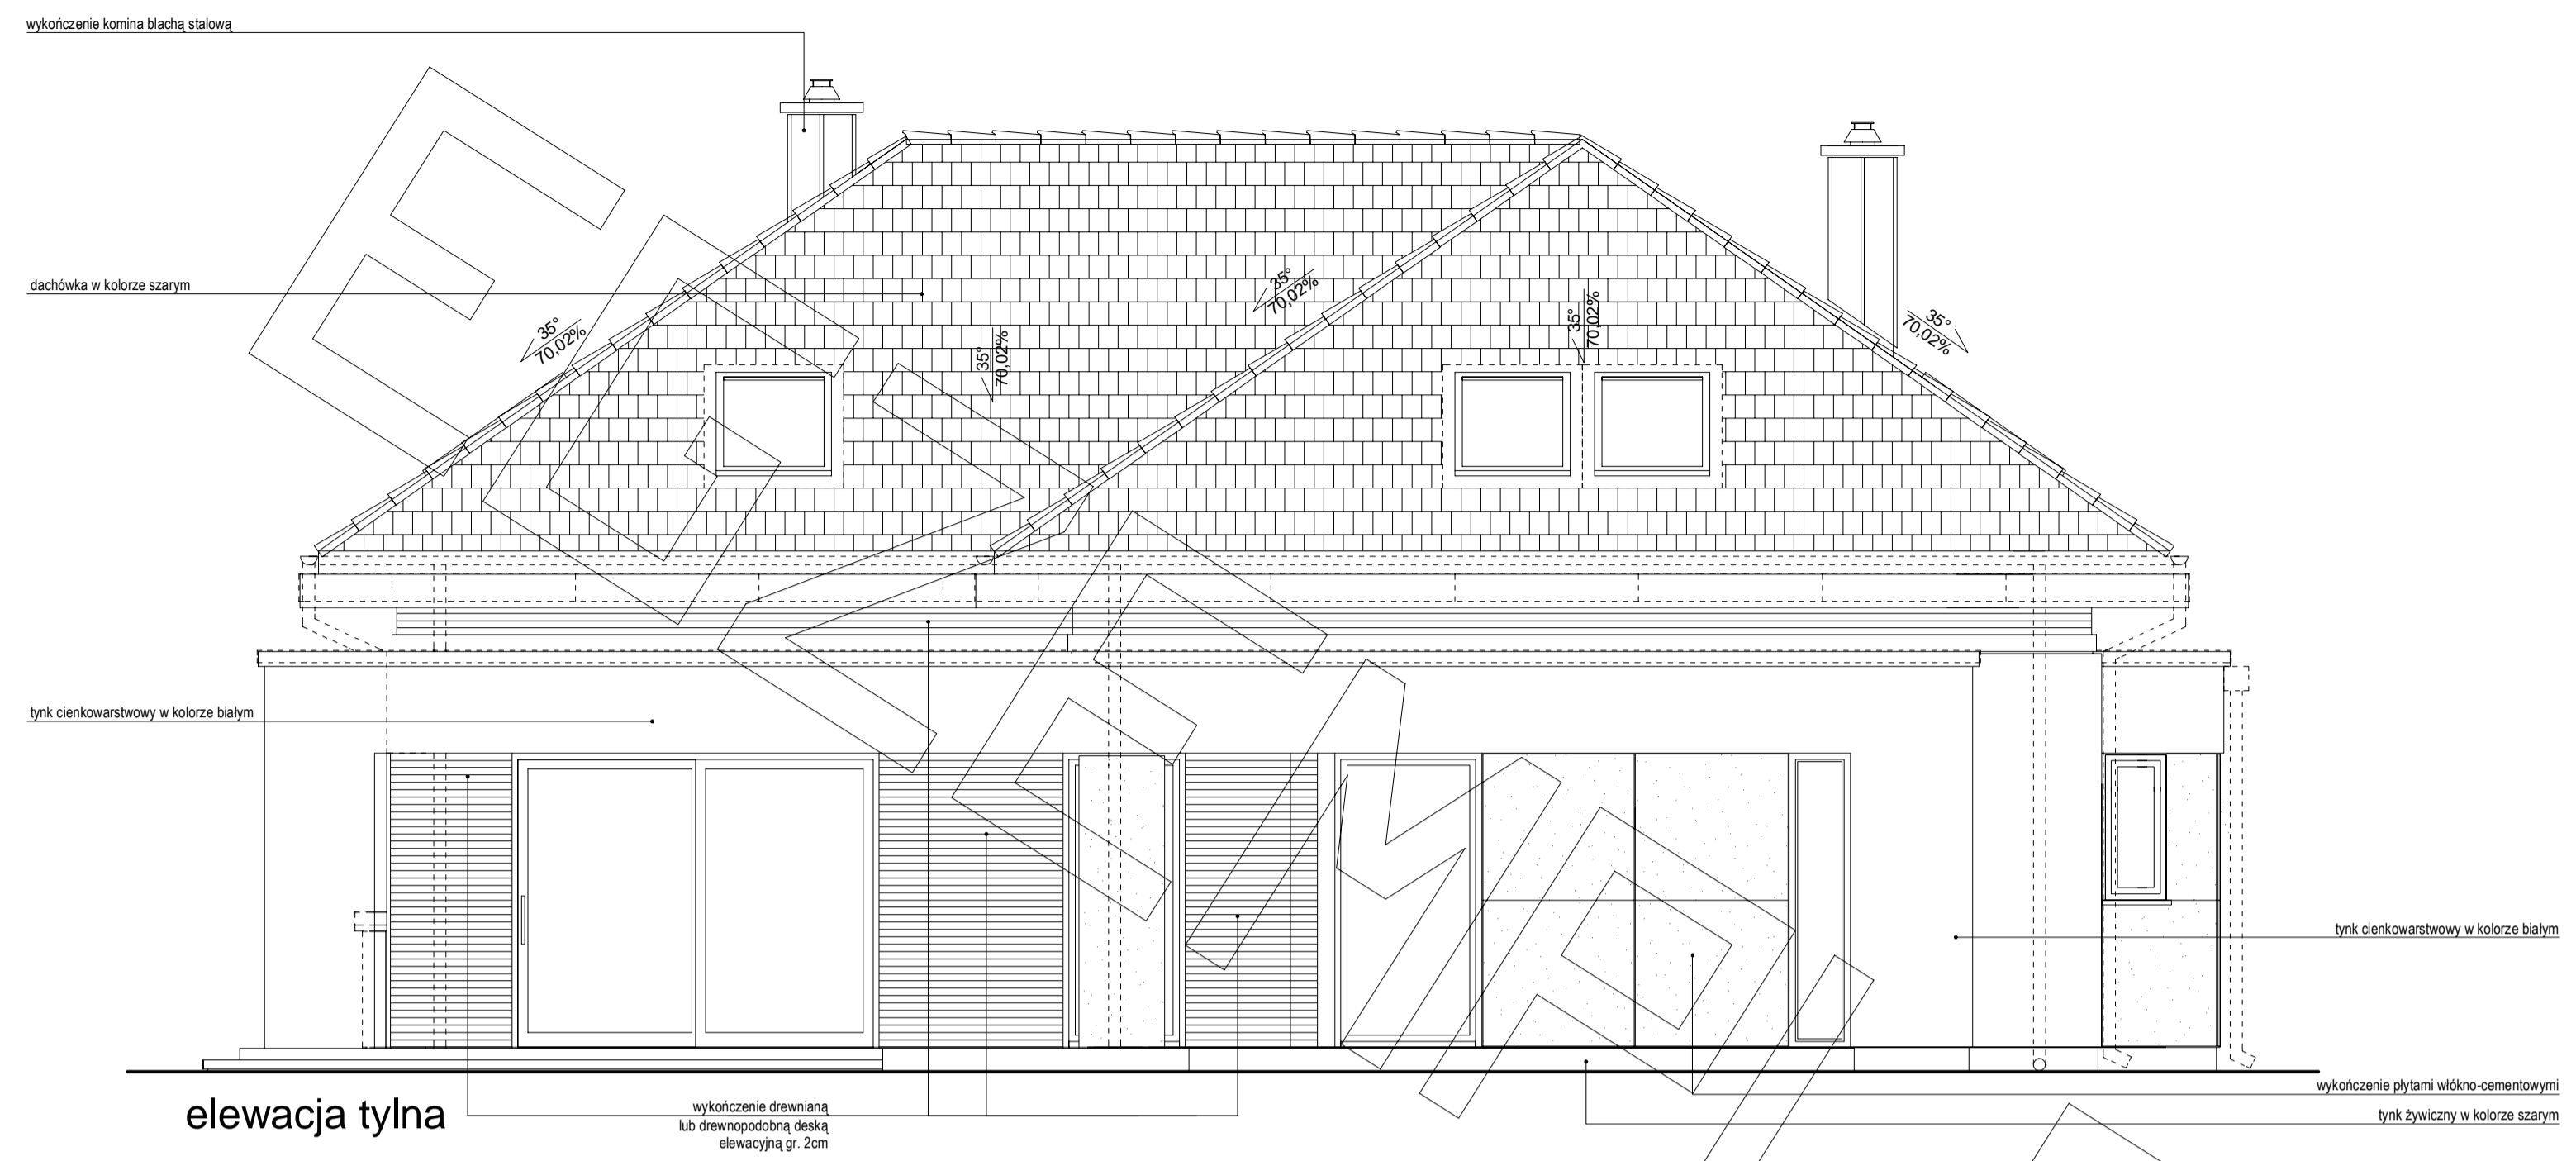 wykończenie komina blachą stalową
dachówka w kolorze szarym
35°
70,02%
35°
70,02%
35°
70,02%
35°
70,02%
35°
70,02%
tynk cienkowarstwowy w kolorze białym
tynk cienkowarstwowy w kolorze białym
wykończenie płytami włókno-cementowymi
tynk żywiczny w kolorze szarym
wykończenie drewnianą
lub drewnopodobną deską
elewacyjną gr. 2cm
elewacja tylna